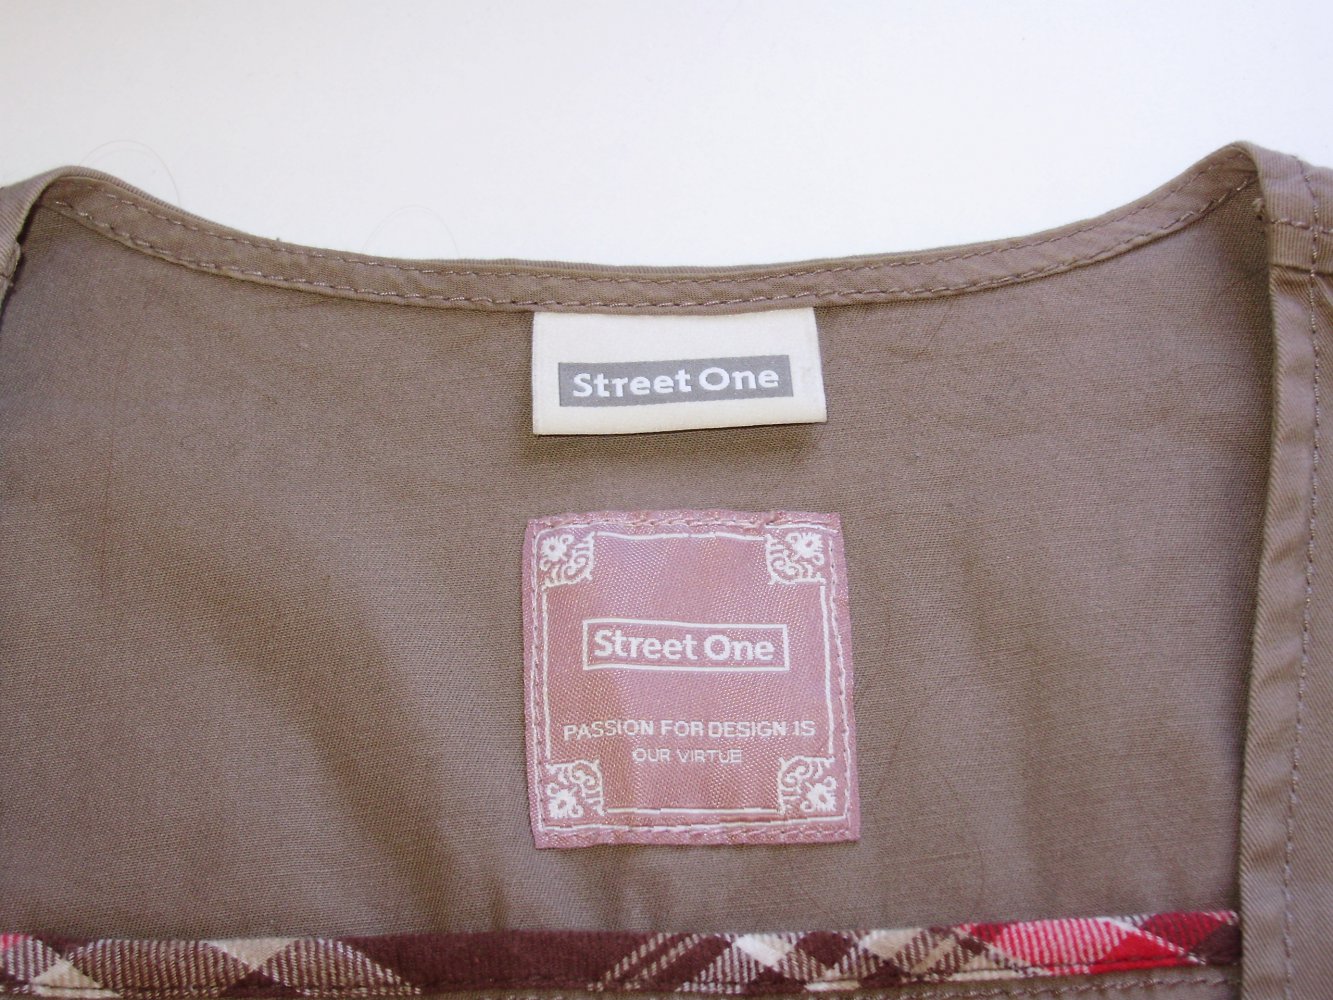 Street One
Street One
PASSION FOR DESIGN IS
OUR VIRTUE